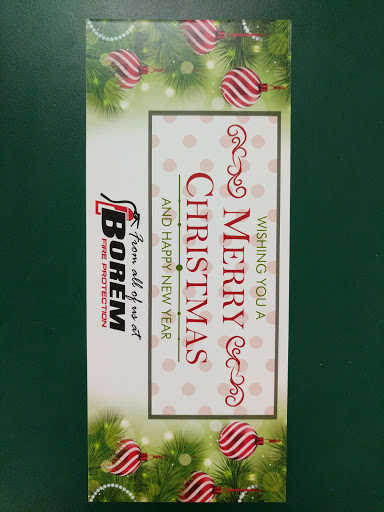 WISHING YOU A
MERRY
CHRISTMAS
AND HAPPY NEW YEAR
From all of us at
BOREM
FIRE PROTECTION